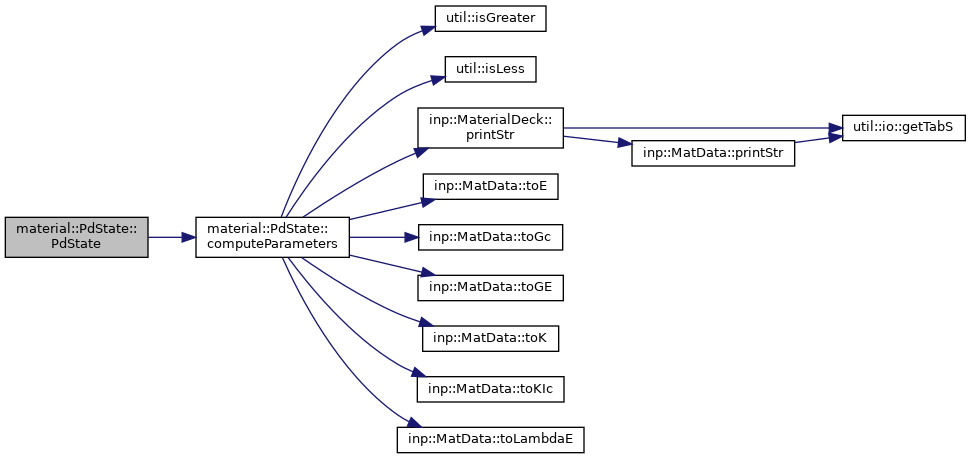 material::PdState::
PdState
material::PdState::
computeParameters
util::isGreater
util::isLess
inp::MaterialDeck::
printStr
inp::MatData::printStr
util::io::getTabS
inp::MatData::toE
inp::MatData::toGc
inp::MatData::toGE
inp::MatData::toK
inp::MatData::toKIc
inp::MatData::toLambdaE